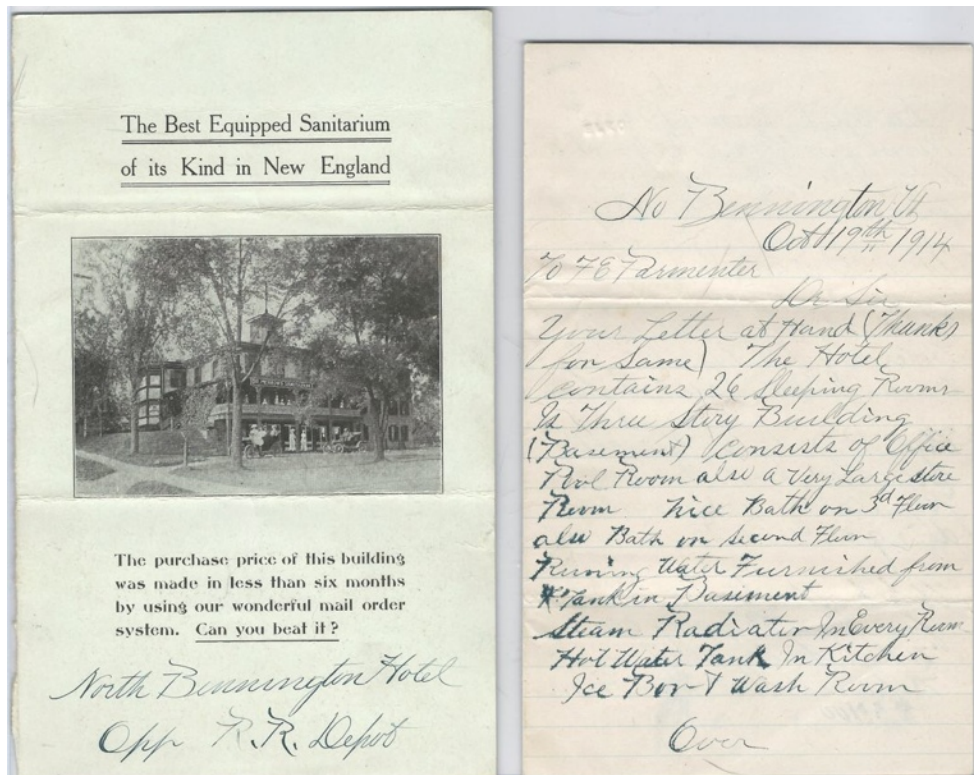 The Best Equipped Sanitarium
of its Kind in New England
The purchase price of this building
was made in less than six months
by using our wonderful mail order
system. Can you beat it?
North Bennington Hotel
Opp R.R. Depot
No Bennington Vt
Oct 19th 1914
To F E Parmenter
Dr Sir
Your Letter at Hand (Thanks
for Same) The Hotel
contains 26 Sleeping Rooms
Is Three Story Building
(Basement) consists of Office
Pool Room also a Very Large store
Room Nice Bath on 3d Floor
also Bath on Second Floor
Runing Water Furnished from
Tank in Basiment
Steam Radiator In Every Room
Hot Water Tank In Kitchen
Ice Box & Wash Room
Over